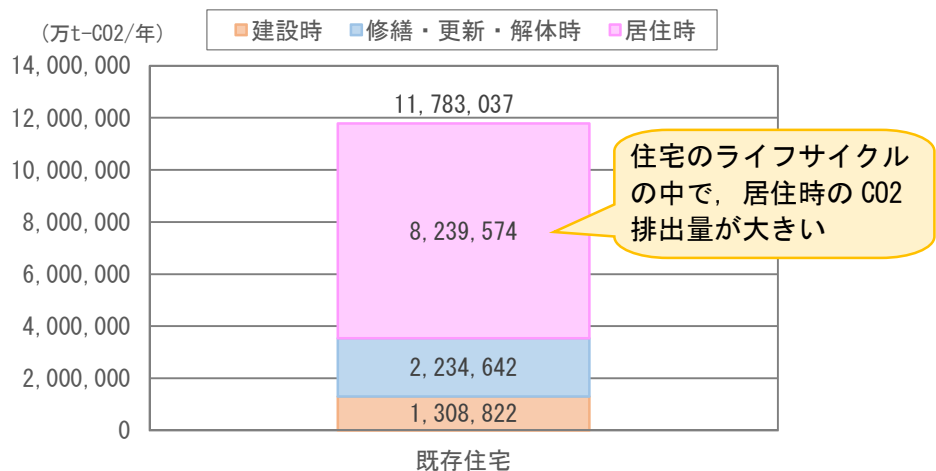 (万t-CO2/年)
建設時 修繕・更新・解体時 居住時
14,000,000
12,000,000
10,000,000
8,000,000
6,000,000
4,000,000
2,000,000
0
11,783,037
8,239,574
2,234,642
1,308,822
住宅のライフサイクル
の中で，居住時の CO2
排出量が大きい
既存住宅